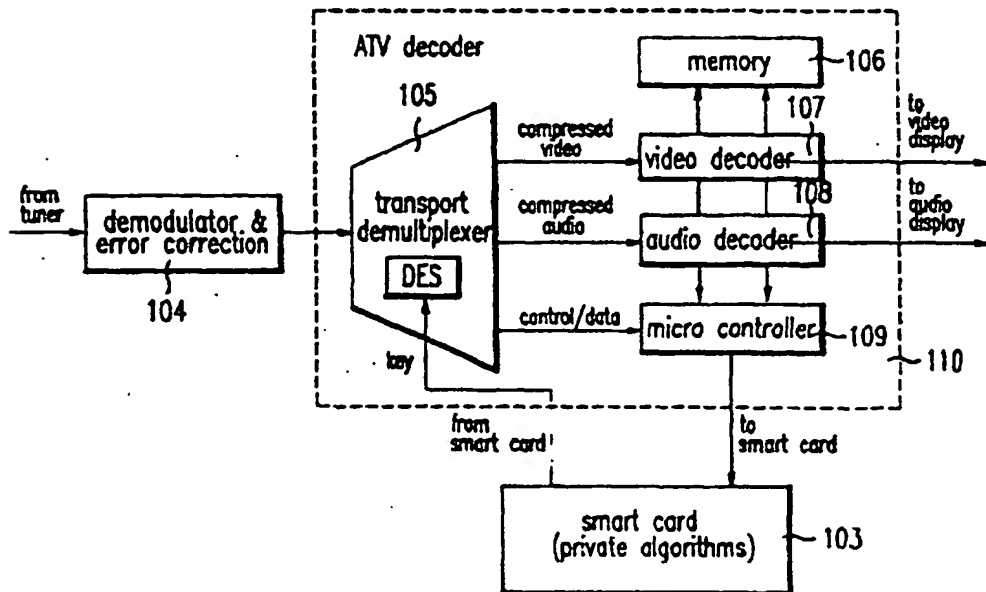 ATV decoder
memory
106
105
compressed
video
107
video decoder
to
video
display
from
tuner
demodulator &
error correction
104
transport
demultiplexer
compressed
audio
108
audio decoder
to
audio
display
DES
control/data
micro controller
109
key
110
from
smart card
to
smart card
smart card
(private algorithms)
103